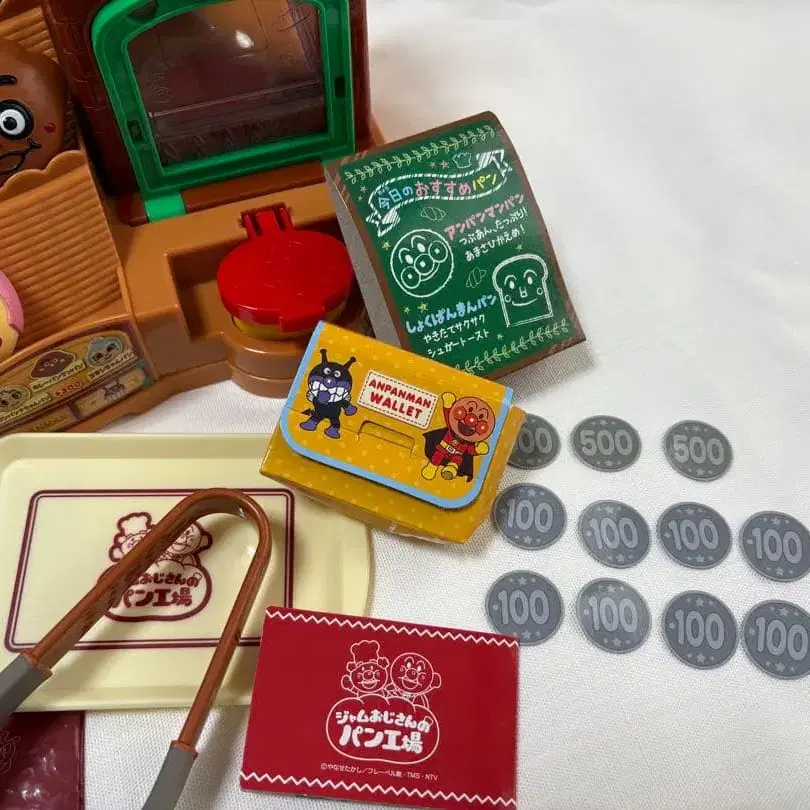 今日のおすすめパン
アンパンマンパン
つぶあん、たっぷり!
あまさひかえめ!
しょくぱんまんパン
やきたてサクサク
シュガートースト
ANPANMAN
WALLET
500
500
100
100
100
100
100
100
100
100
ジャムおじさんの
パン工場
ジャムおじさんの
パン工場
©やなせたかし/フレーベル館・TMS・NTV